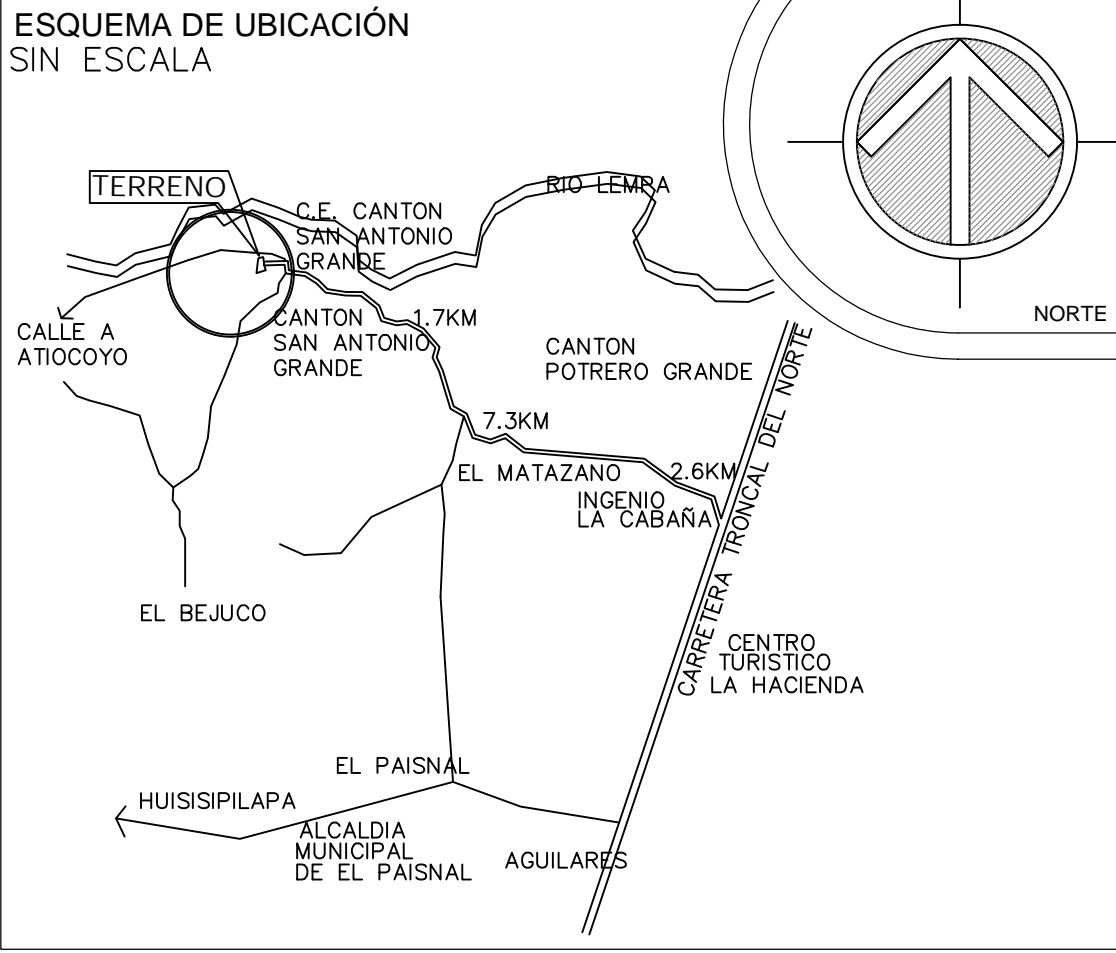 ESQUEMA DE UBICACIÓN
SIN ESCALA
TERRENO
RIO LEMPA
C.E. CANTON
SAN ANTONIO
GRANDE
NORTE
CALLE A
ATIOCOYO
CANTON
SAN ANTONIO
GRANDE
1.7KM
CANTON
POTRERO GRANDE
7.3KM
EL MATAZANO
2.6KM
INGENIO
LA CABAÑA
CARRETERA TRONCAL DEL NORTE
EL BEJUCO
CENTRO
TURISTICO
LA HACIENDA
EL PAISNAL
HUISISIPILAPA
ALCALDIA
MUNICIPAL
DE EL PAISNAL
AGUILARES